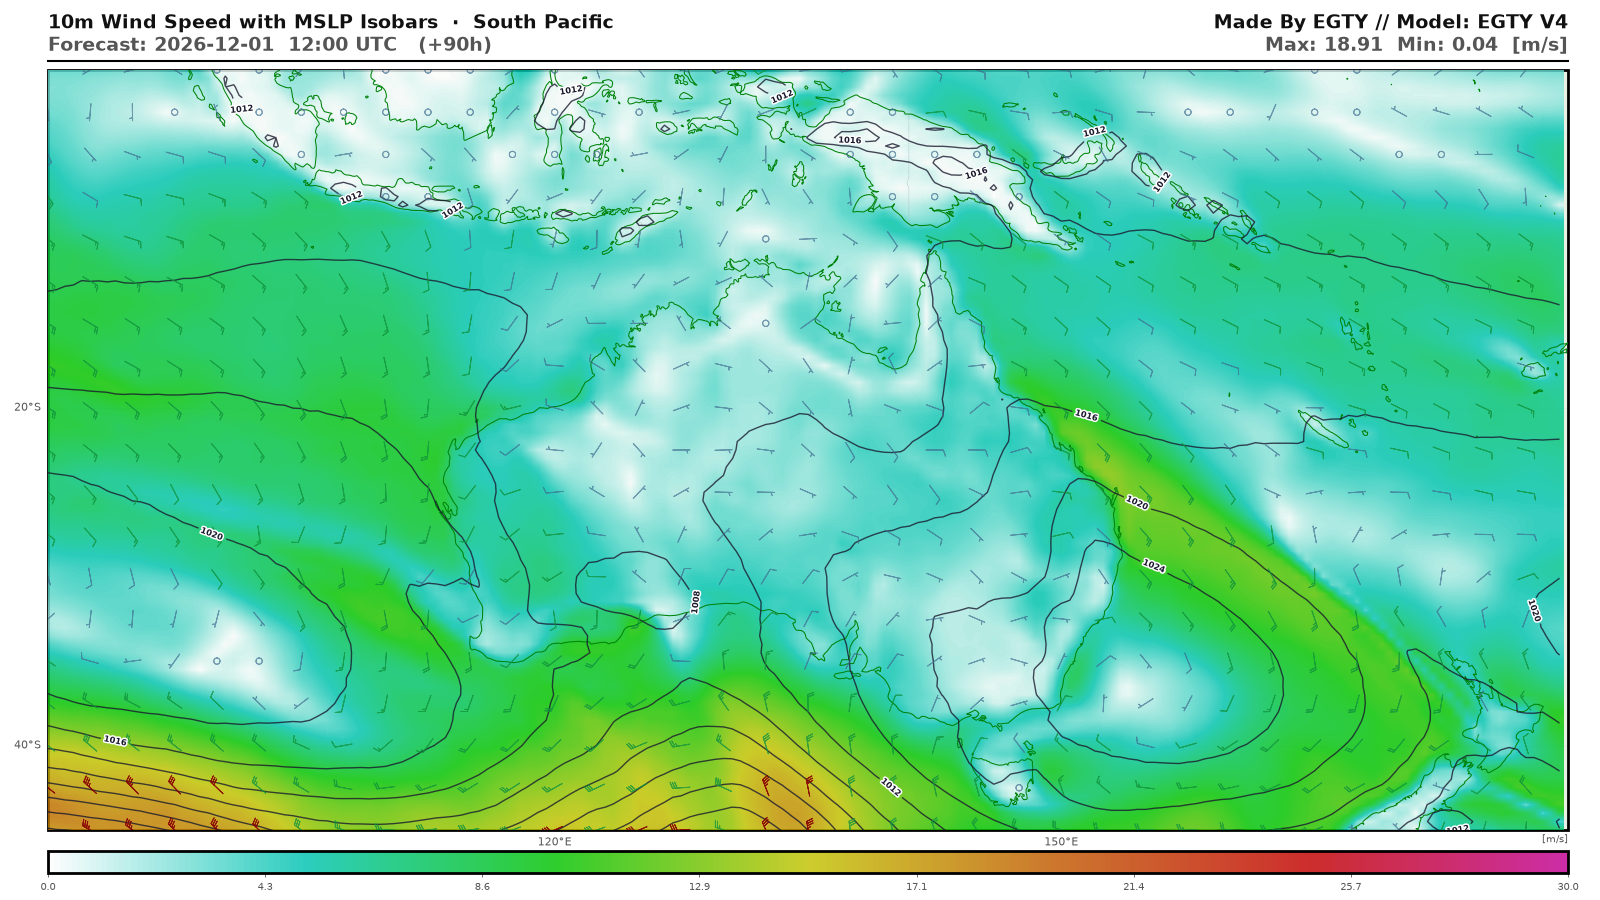 10m Wind Speed with MSLP Isobars · South Pacific
Made By EGTY // Model: EGTY V4
Forecast: 2026-12-01 12:00 UTC (+90h)
Max: 18.91 Min: 0.04 [m/s]
1012
1012
1012
1012
1016
1016
1012
1012
1012
20°S
1016
1020
1020
1024
1008
1020
40°S
1016
1012
1012
120°E
150°E
[m/s]
0.0
4.3
8.6
12.9
17.1
21.4
25.7
30.0